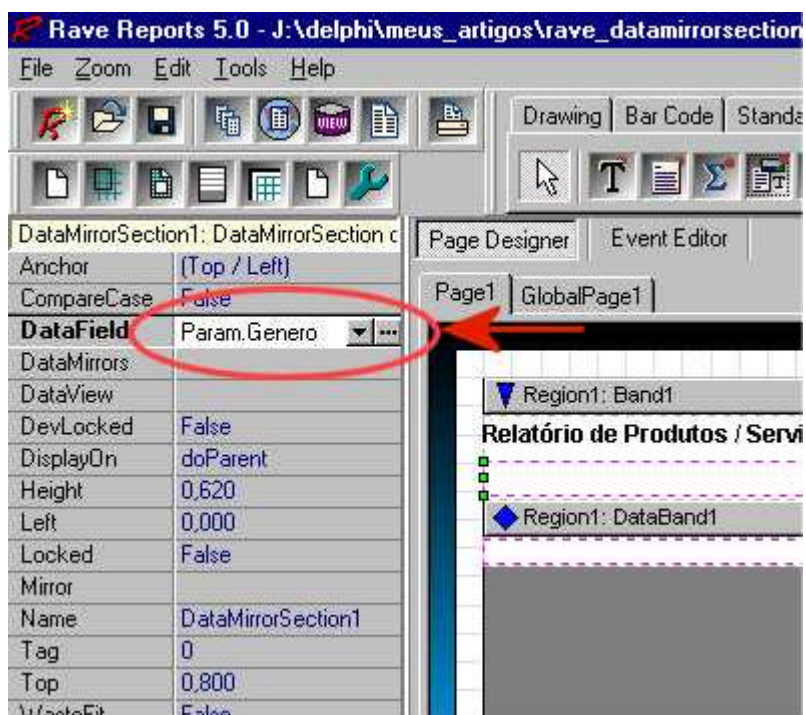 Rave Reports 5.0 - J:\delphi\meus_artigos\rave_datamirrorsection
File Zoom Edit Tools Help
VIEW
Drawing Bar Code Standa
DataMirrorSection1: DataMirrorSection c
Anchor (Top / Left)
CompareCase False
DataField Param.Genero
DataMirrors
DataView
DevLocked False
DisplayOn doParent
Height 0,620
Left 0,000
Locked False
Mirror
Name DataMirrorSection1
Tag 0
Top 0,800
WasteFit False
Page Designer Event Editor
Page1 GlobalPage1
Region1: Band1
Relatório de Produtos / Servi
Region1: DataBand1